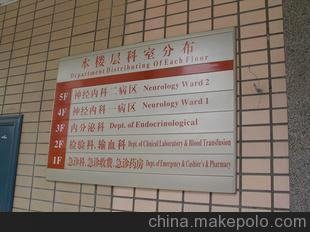 本楼层科室分布
Department Distributing Of Each Floor
5F 神经内科二病区 Neurology Ward 2
4F 神经内科一病区 Neurology Ward 1
3F 内分泌科 Dept. of Endocrinological
2F 检验科、输血科 Dept. of Clinical Laboratory & Blood Transfusion
1F 急诊科、急诊收费、急诊药房 Dept. of Emergency & Cashier's & Pharmacy
china.makepolo.com